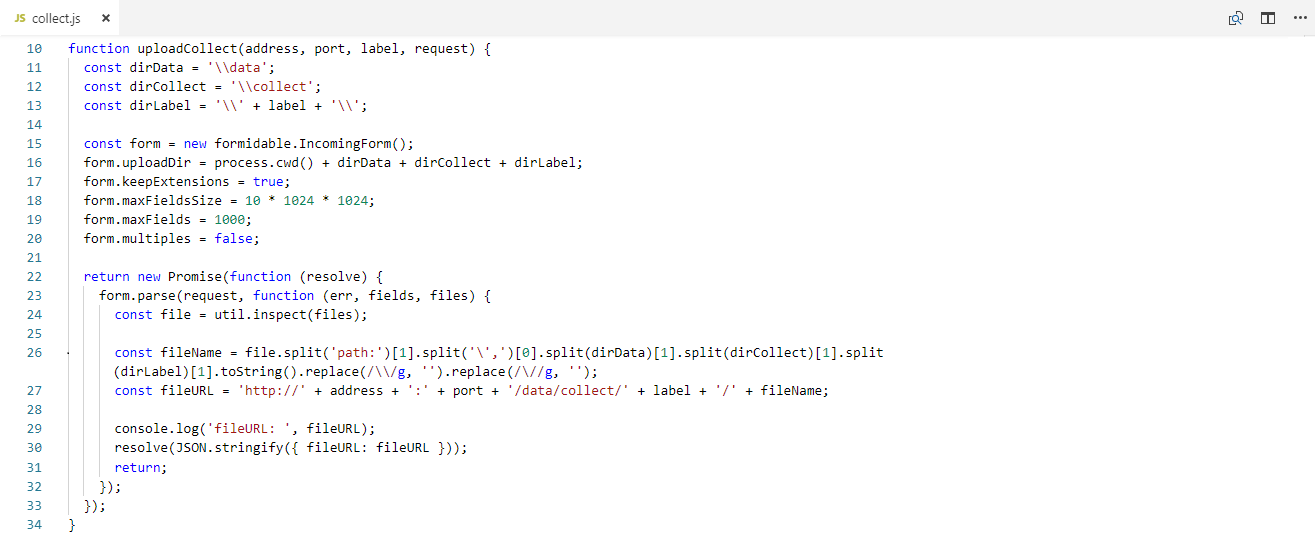 JS collect.js ×
10 function uploadCollect(address, port, label, request) {
11 const dirData = '\\data';
12 const dirCollect = '\\collect';
13 const dirLabel = '\\' + label + '\\';
14
15 const form = new formidable.IncomingForm();
16 form.uploadDir = process.cwd() + dirData + dirCollect + dirLabel;
17 form.keepExtensions = true;
18 form.maxFieldsSize = 10 * 1024 * 1024;
19 form.maxFields = 1000;
20 form.multiples = false;
21
22 return new Promise(function (resolve) {
23 form.parse(request, function (err, fields, files) {
24 const file = util.inspect(files);
25
26 const fileName = file.split('path:')[1].split('\',')[0].split(dirData)[1].split(dirCollect)[1].split
(dirLabel)[1].toString().replace(/\\/g, '').replace(/\//g, '');
27 const fileURL = 'http://' + address + ':' + port + '/data/collect/' + label + '/' + fileName;
28
29 console.log('fileURL: ', fileURL);
30 resolve(JSON.stringify({ fileURL: fileURL }));
31 return;
32 });
33 });
34 }